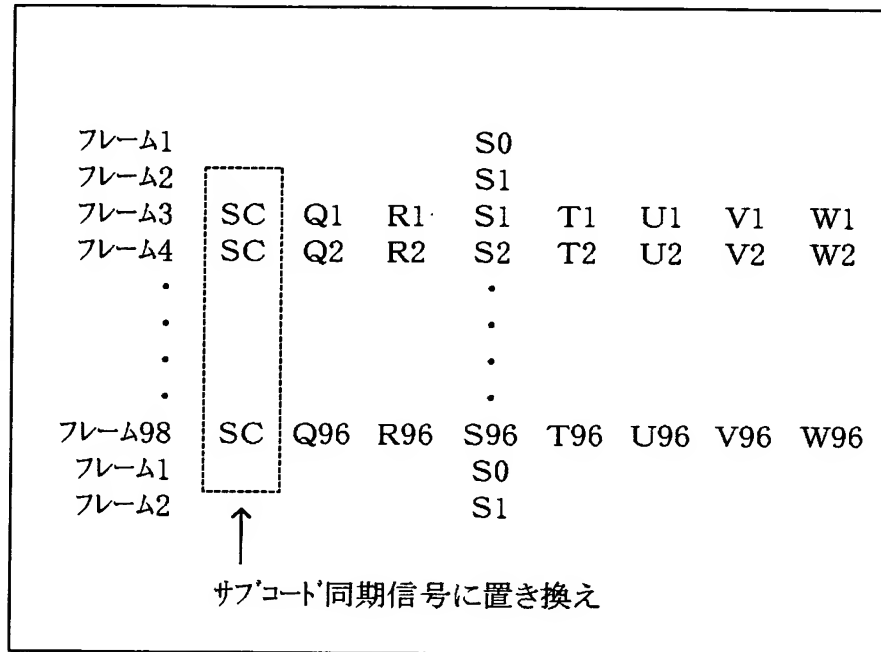 フレーム1 S0
フレーム2 S1
フレーム3 SC Q1 R1 S1 T1 U1 V1 W1
フレーム4 SC Q2 R2 S2 T2 U2 V2 W2
・ ・
・ ・
・ ・
・ ・
フレーム98 SC Q96 R96 S96 T96 U96 V96 W96
フレーム1 S0
フレーム2 S1
↑
サブコード同期信号に置き換え